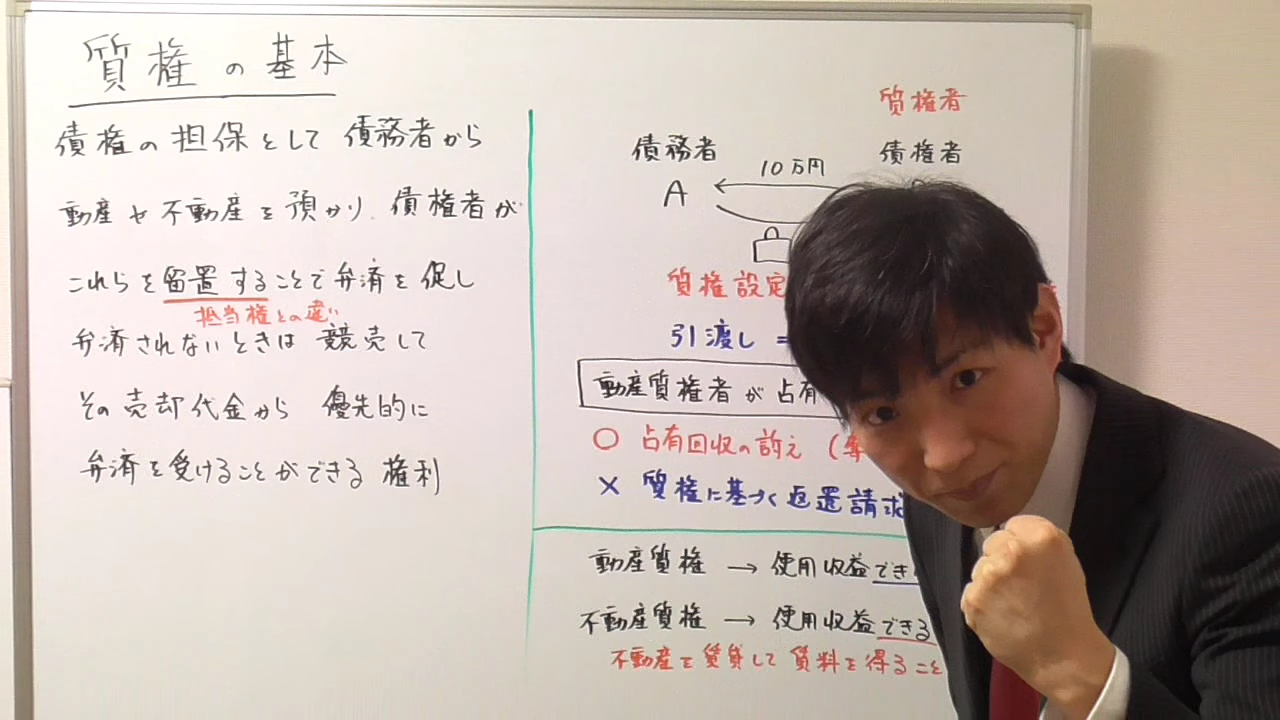 質権の基本
債権の担保として債務者から
動産や不動産を預かり、債権者が
これらを留置することで弁済を促し
抵当権との違い
弁済されないときは競売して
その売却代金から優先的に
弁済を受けることができる権利
質権者
債務者
債権者
10万円
A
質権設定
引渡し =
動産質権者が占有
○ 占有回収の訴え (
× 質権に基づく返還請求
動産質権 → 使用収益でき
不動産質権 → 使用収益できる
不動産を賃貸して賃料を得ること